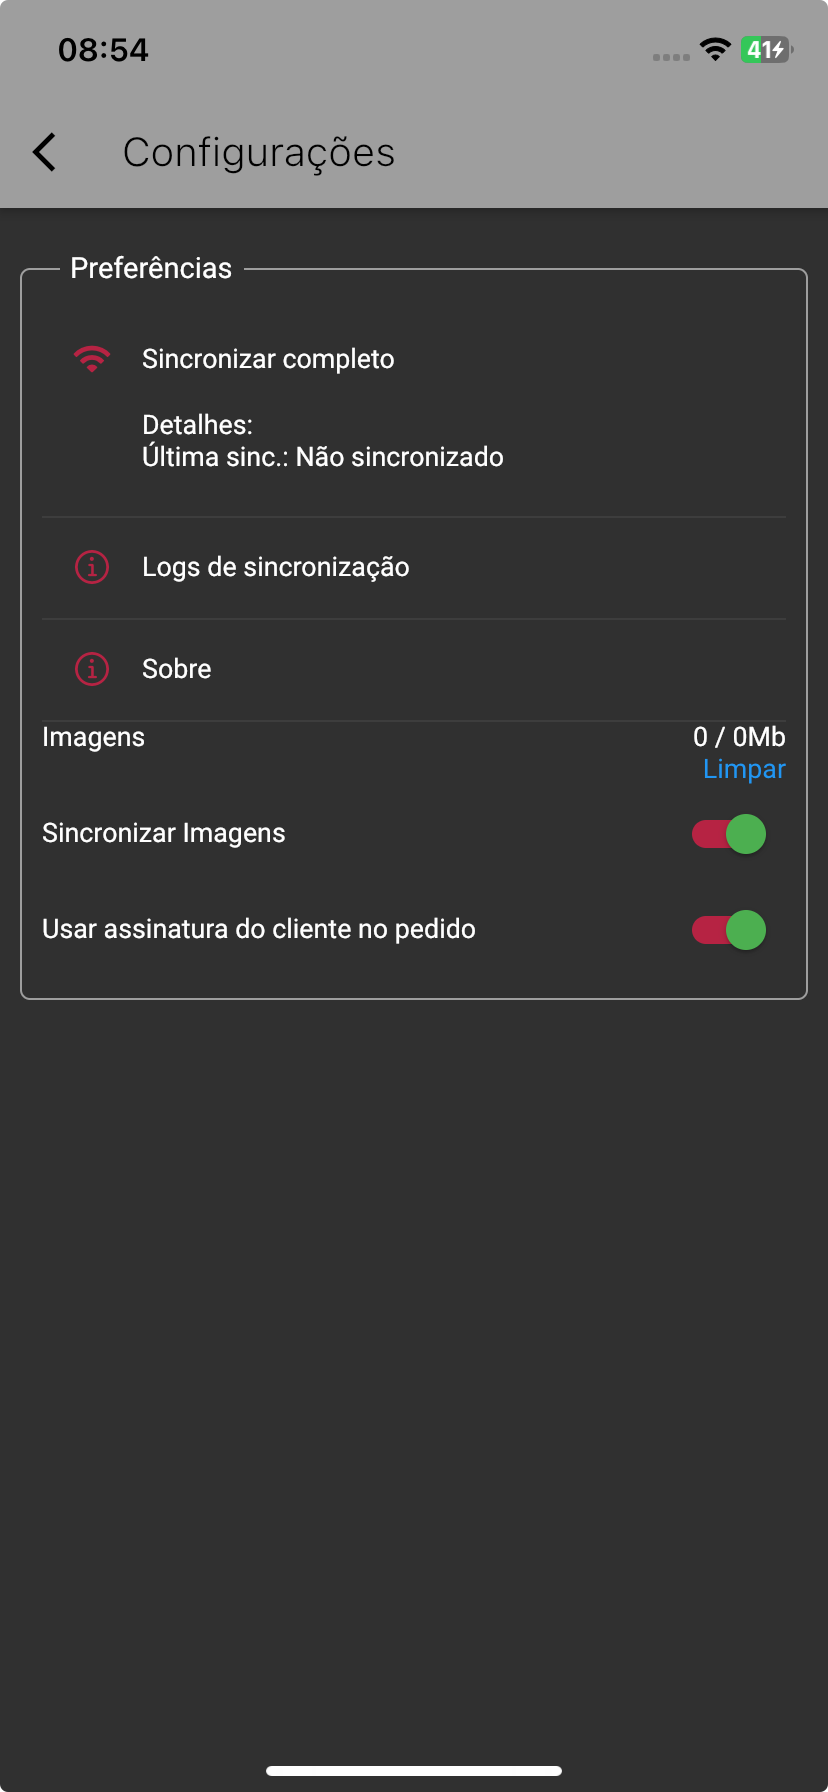 08:54
41
Configurações
Preferências
Sincronizar completo
Detalhes:
Última sinc.: Não sincronizado
Logs de sincronização
Sobre
Imagens
0 / 0Mb
Limpar
Sincronizar Imagens
Usar assinatura do cliente no pedido